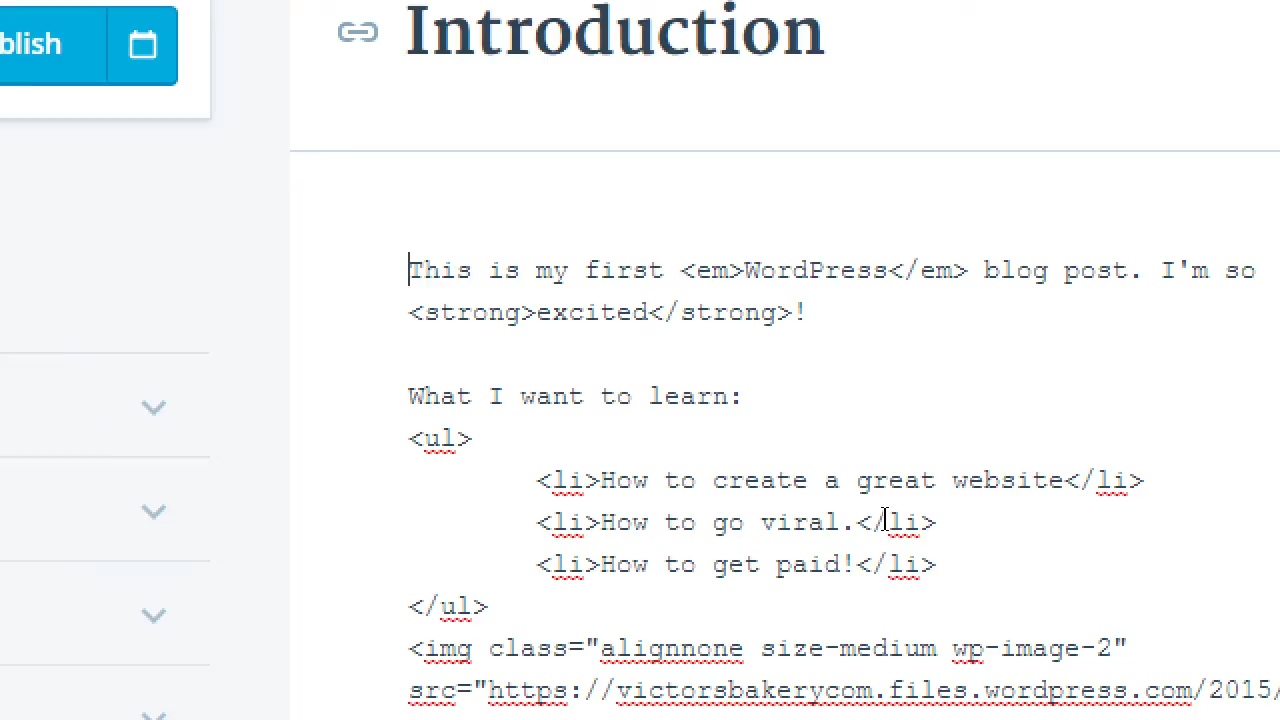 Introduction
This is my first <em>WordPress</em> blog post. I'm so
<strong>excited</strong>!
What I want to learn:
<ul>
<li>How to create a great website</li>
<li>How to go viral.</li>
<li>How to get paid!</li>
</ul>
<img class="alignnone size-medium wp-image-2"
src="https://victorsbakerycom.files.wordpress.com/2015/